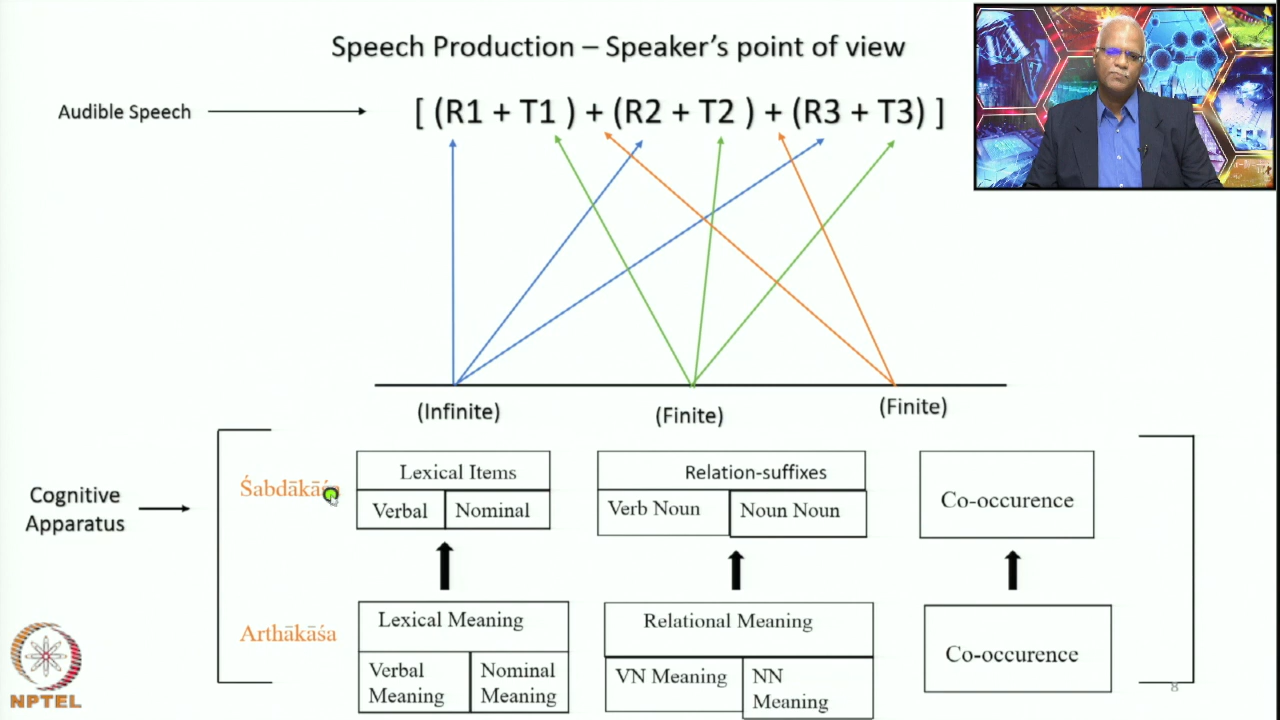 Speech Production – Speaker's point of view
Audible Speech
[ (R1 + T1 ) + (R2 + T2 ) + (R3 + T3) ]
(Infinite)
(Finite)
(Finite)
Cognitive
Apparatus
Śabdākāśa
Lexical Items
Verbal
Nominal
Relation-suffixes
Verb Noun
Noun Noun
Co-occurence
Arthākāśa
Lexical Meaning
Verbal
Meaning
Nominal
Meaning
Relational Meaning
VN Meaning
NN
Meaning
Co-occurence
8
NPTEL